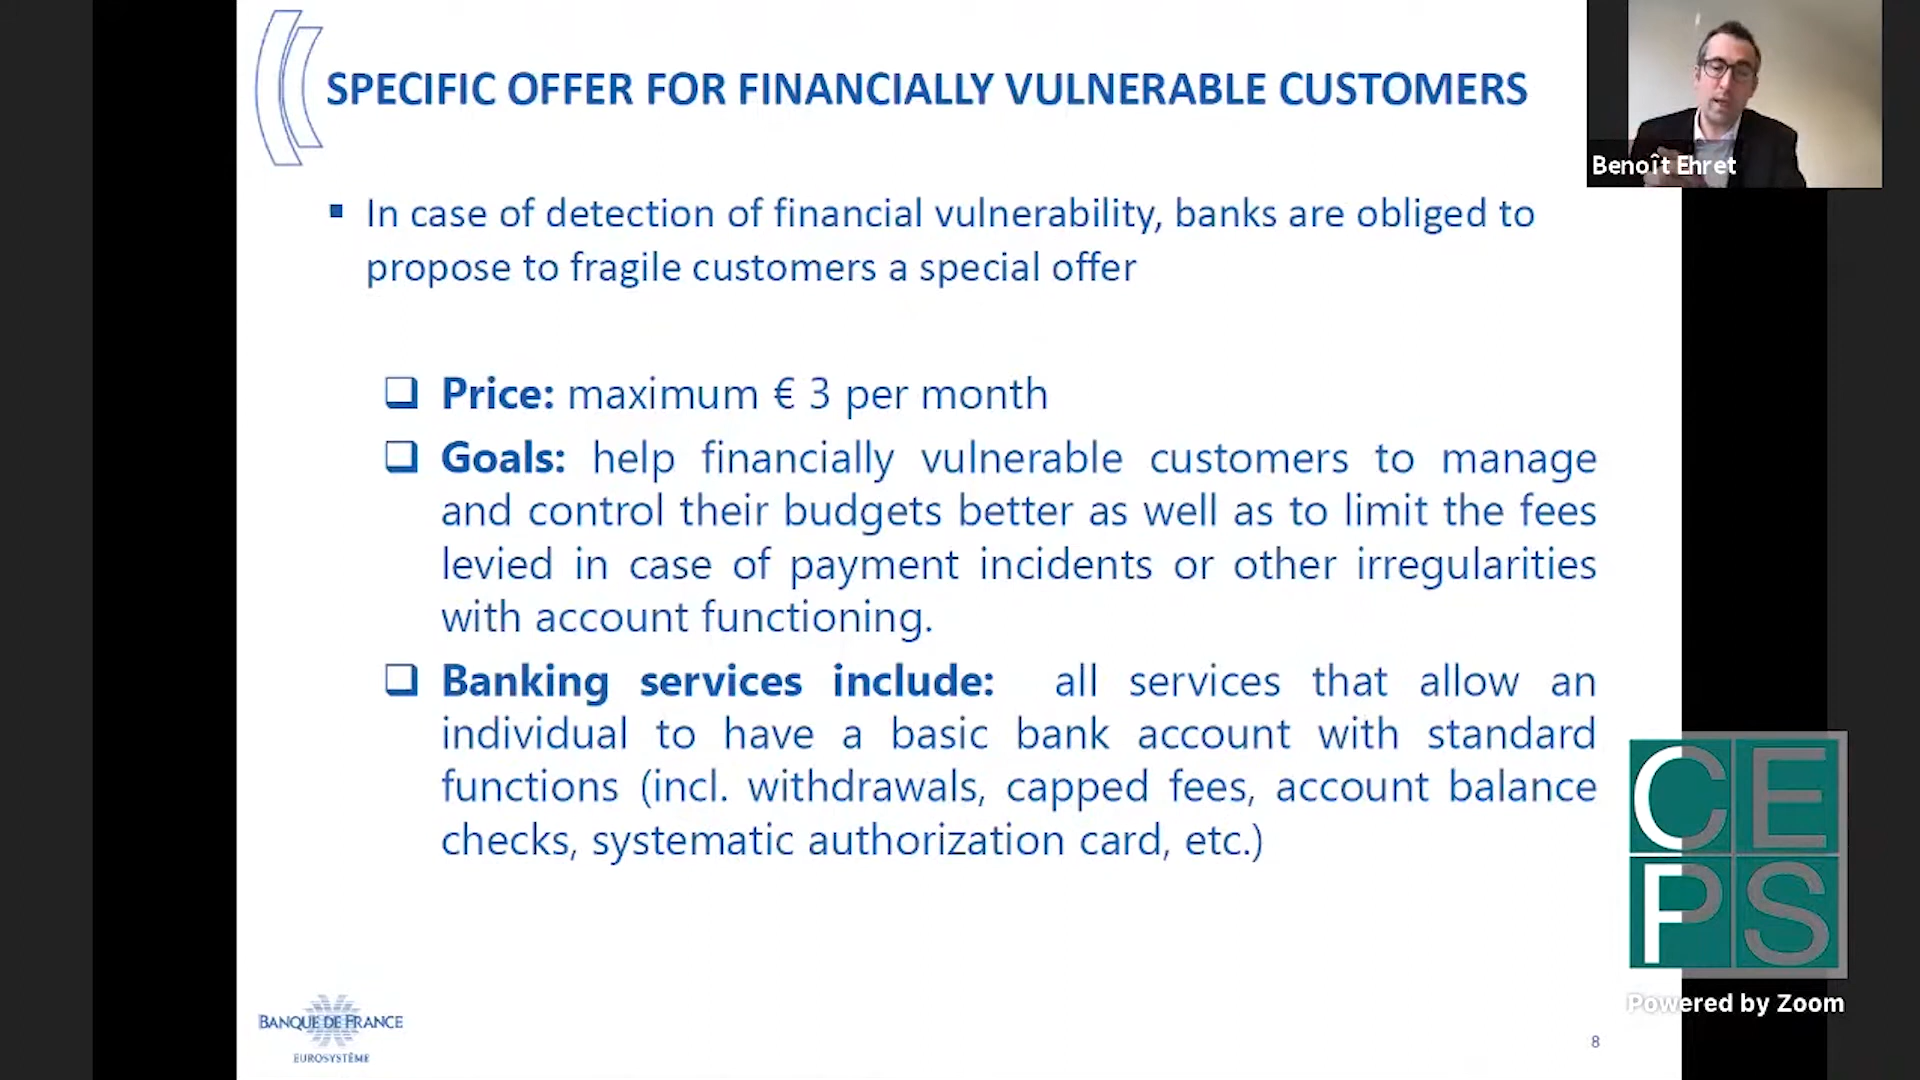 SPECIFIC OFFER FOR FINANCIALLY VULNERABLE CUSTOMERS
Benoît Ehret
In case of detection of financial vulnerability, banks are obliged to
propose to fragile customers a special offer
Price: maximum € 3 per month
Goals: help financially vulnerable customers to manage
and control their budgets better as well as to limit the fees
levied in case of payment incidents or other irregularities
with account functioning.
Banking services include: all services that allow an
individual to have a basic bank account with standard
functions (incl. withdrawals, capped fees, account balance
checks, systematic authorization card, etc.)
CE
PS
Powered by Zoom
BANQUE DE FRANCE
EUROSYSTÈME
8